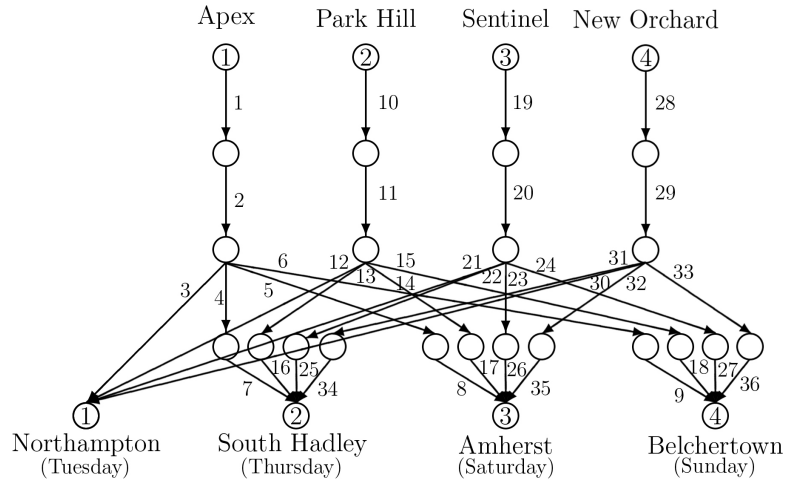 Apex Park Hill Sentinel New Orchard
1 2 3 4
1 10 19 28
2 11 20 29
3 4 5 6 12 13 14 15 21 22 23 24 30 31 32 33
7 16 25 34 8 17 26 35 9 18 27 36
1 2 3 4
Northampton South Hadley Amherst Belchertown
(Tuesday) (Thursday) (Saturday) (Sunday)